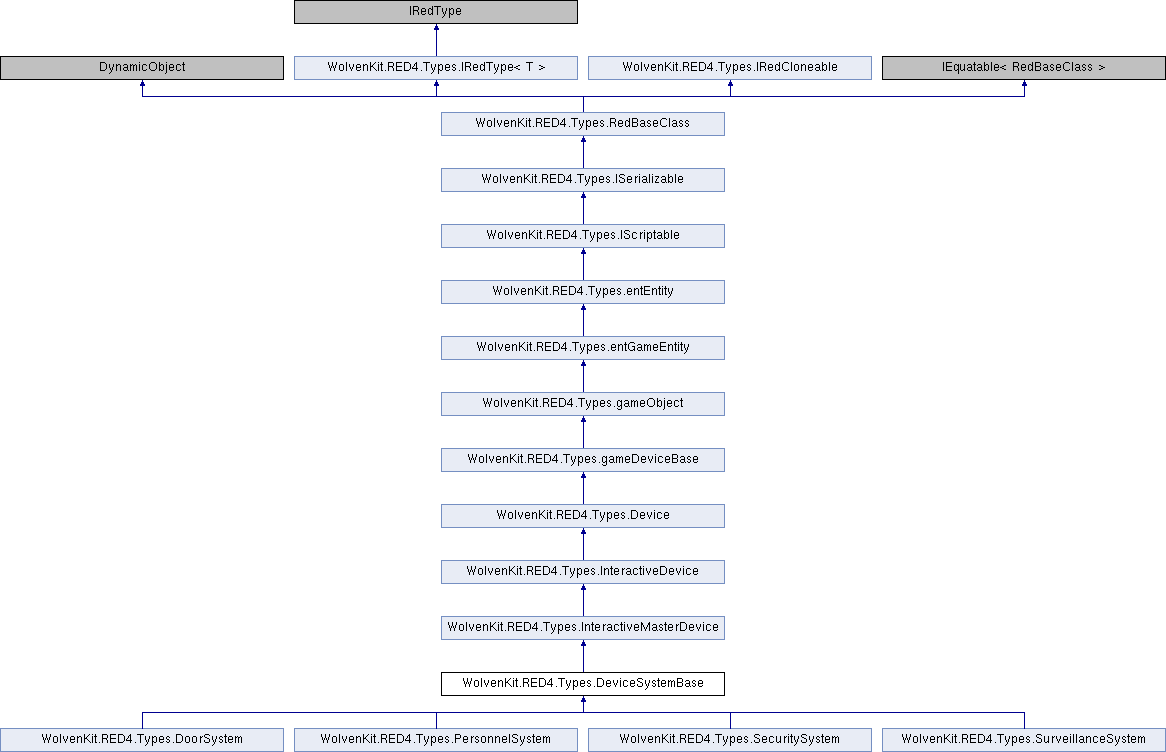 IRedType
DynamicObject
WolvenKit.RED4.Types.IRedType< T >
WolvenKit.RED4.Types.IRedCloneable
IEquatable< RedBaseClass >
WolvenKit.RED4.Types.RedBaseClass
WolvenKit.RED4.Types.ISerializable
WolvenKit.RED4.Types.IScriptable
WolvenKit.RED4.Types.entEntity
WolvenKit.RED4.Types.entGameEntity
WolvenKit.RED4.Types.gameObject
WolvenKit.RED4.Types.gameDeviceBase
WolvenKit.RED4.Types.Device
WolvenKit.RED4.Types.InteractiveDevice
WolvenKit.RED4.Types.InteractiveMasterDevice
WolvenKit.RED4.Types.DeviceSystemBase
WolvenKit.RED4.Types.DoorSystem
WolvenKit.RED4.Types.PersonnelSystem
WolvenKit.RED4.Types.SecuritySystem
WolvenKit.RED4.Types.SurveillanceSystem